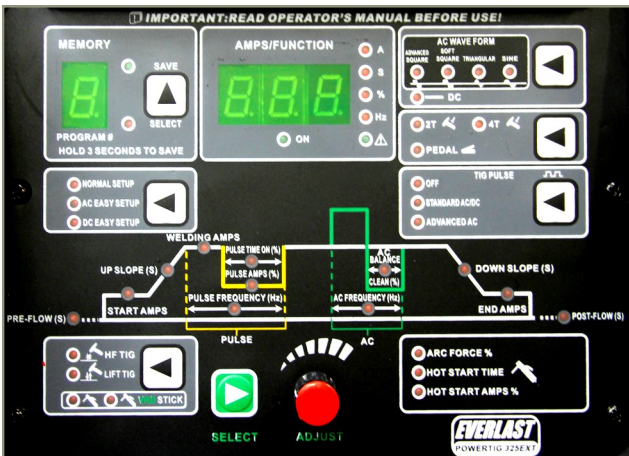 IMPORTANT:READ OPERATOR'S MANUAL BEFORE USE!
MEMORY
SAVE
SELECT
PROGRAM #
HOLD 3 SECONDS TO SAVE
AMPS/FUNCTION
A
S
%
Hz
ON
AC WAVE FORM
ADVANCED SQUARE
SOFT SQUARE
TRIANGULAR
SINE
DC
2T
4T
PEDAL
NORMAL SETUP
AC EASY SETUP
DC EASY SETUP
TIG PULSE
OFF
STANDARD AC/DC
ADVANCED AC
WELDING AMPS
PULSE TIME ON (%)
PULSE AMPS (%)
AC BALANCE
CLEAN (%)
UP SLOPE (S)
DOWN SLOPE (S)
START AMPS
PULSE FREQUENCY (Hz)
AC FREQUENCY (Hz)
END AMPS
PRE-FLOW (S)
POST-FLOW (S)
PULSE
AC
HF TIG
LIFT TIG
STICK
SELECT
ADJUST
ARC FORCE %
HOT START TIME
HOT START AMPS %
EVERLAST
POWERTIG 325EXT